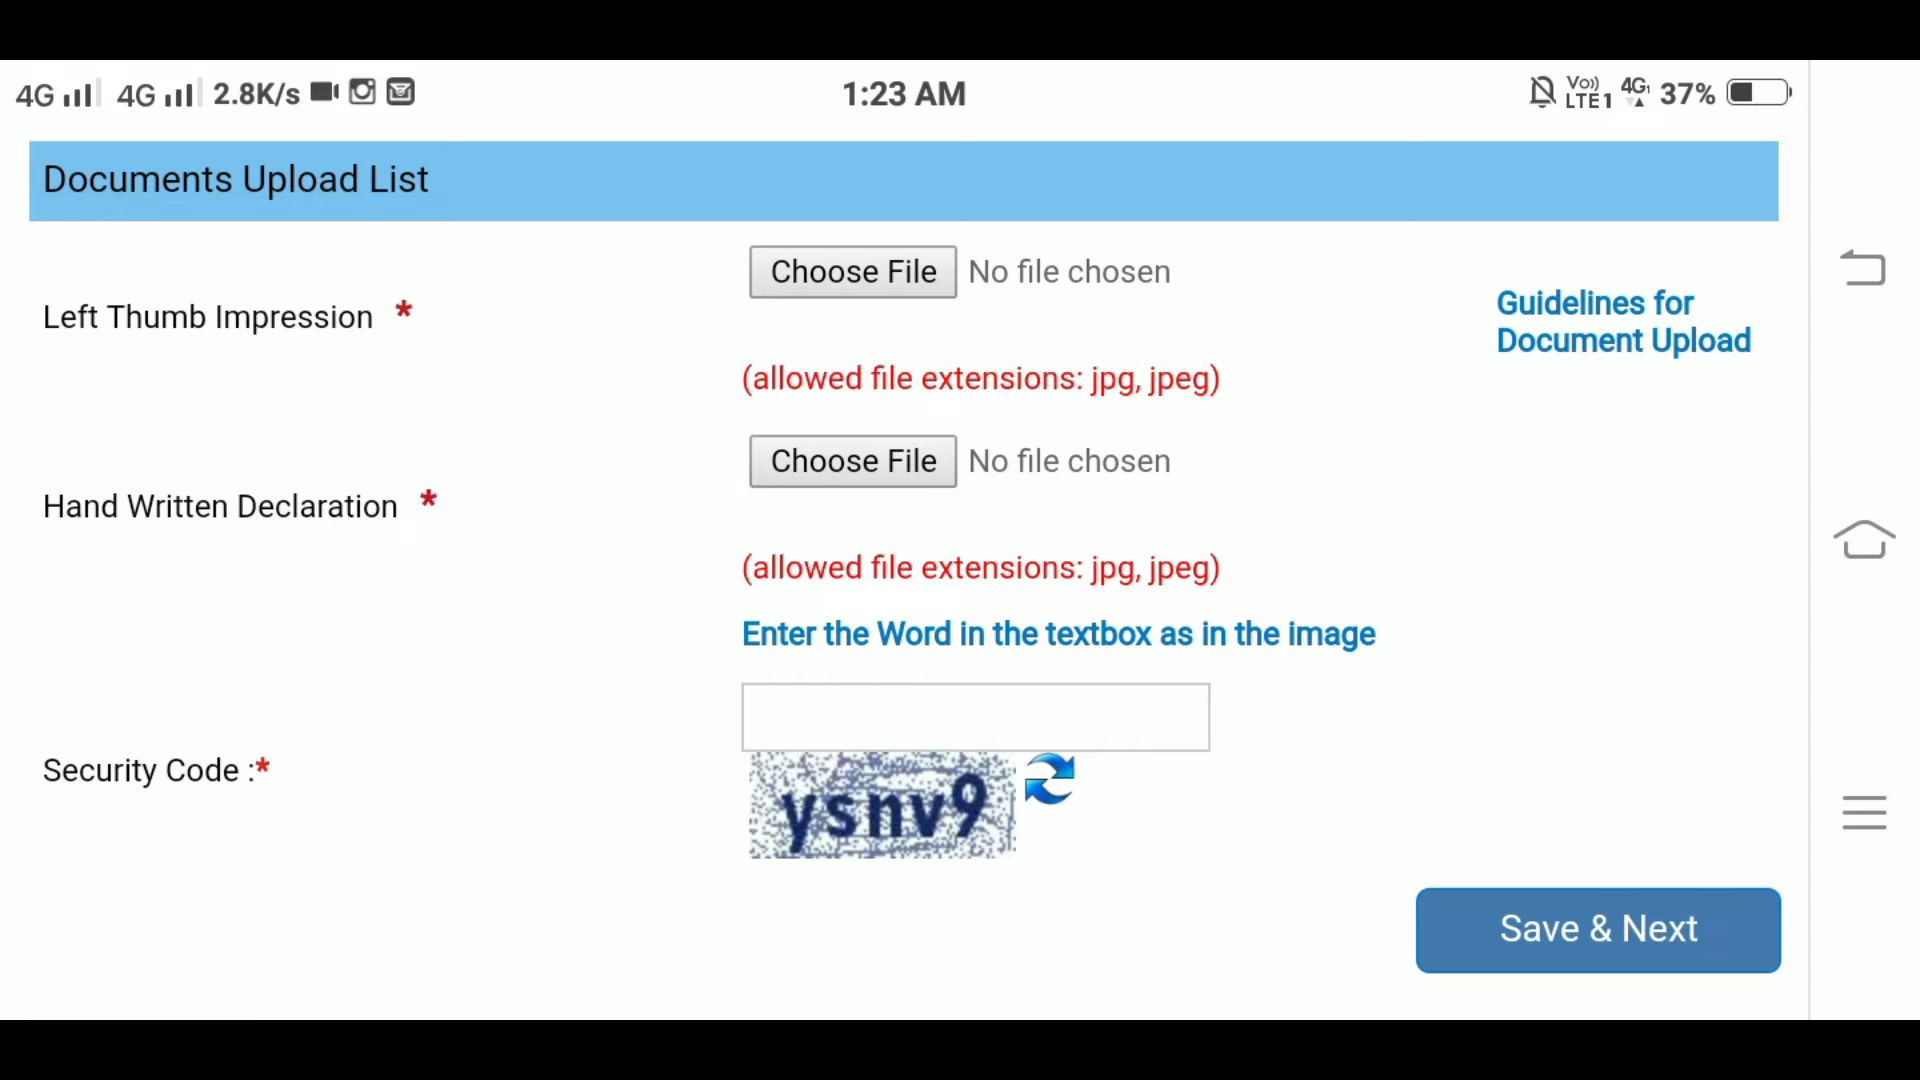 4G 4G 2.8K/s 1:23 AM Vo)) LTE 1 4G 37%
Documents Upload List
Choose File No file chosen
Left Thumb Impression *
Guidelines for
Document Upload
(allowed file extensions: jpg, jpeg)
Choose File No file chosen
Hand Written Declaration *
(allowed file extensions: jpg, jpeg)
Enter the Word in the textbox as in the image
Security Code :*
ysnv9
Save & Next